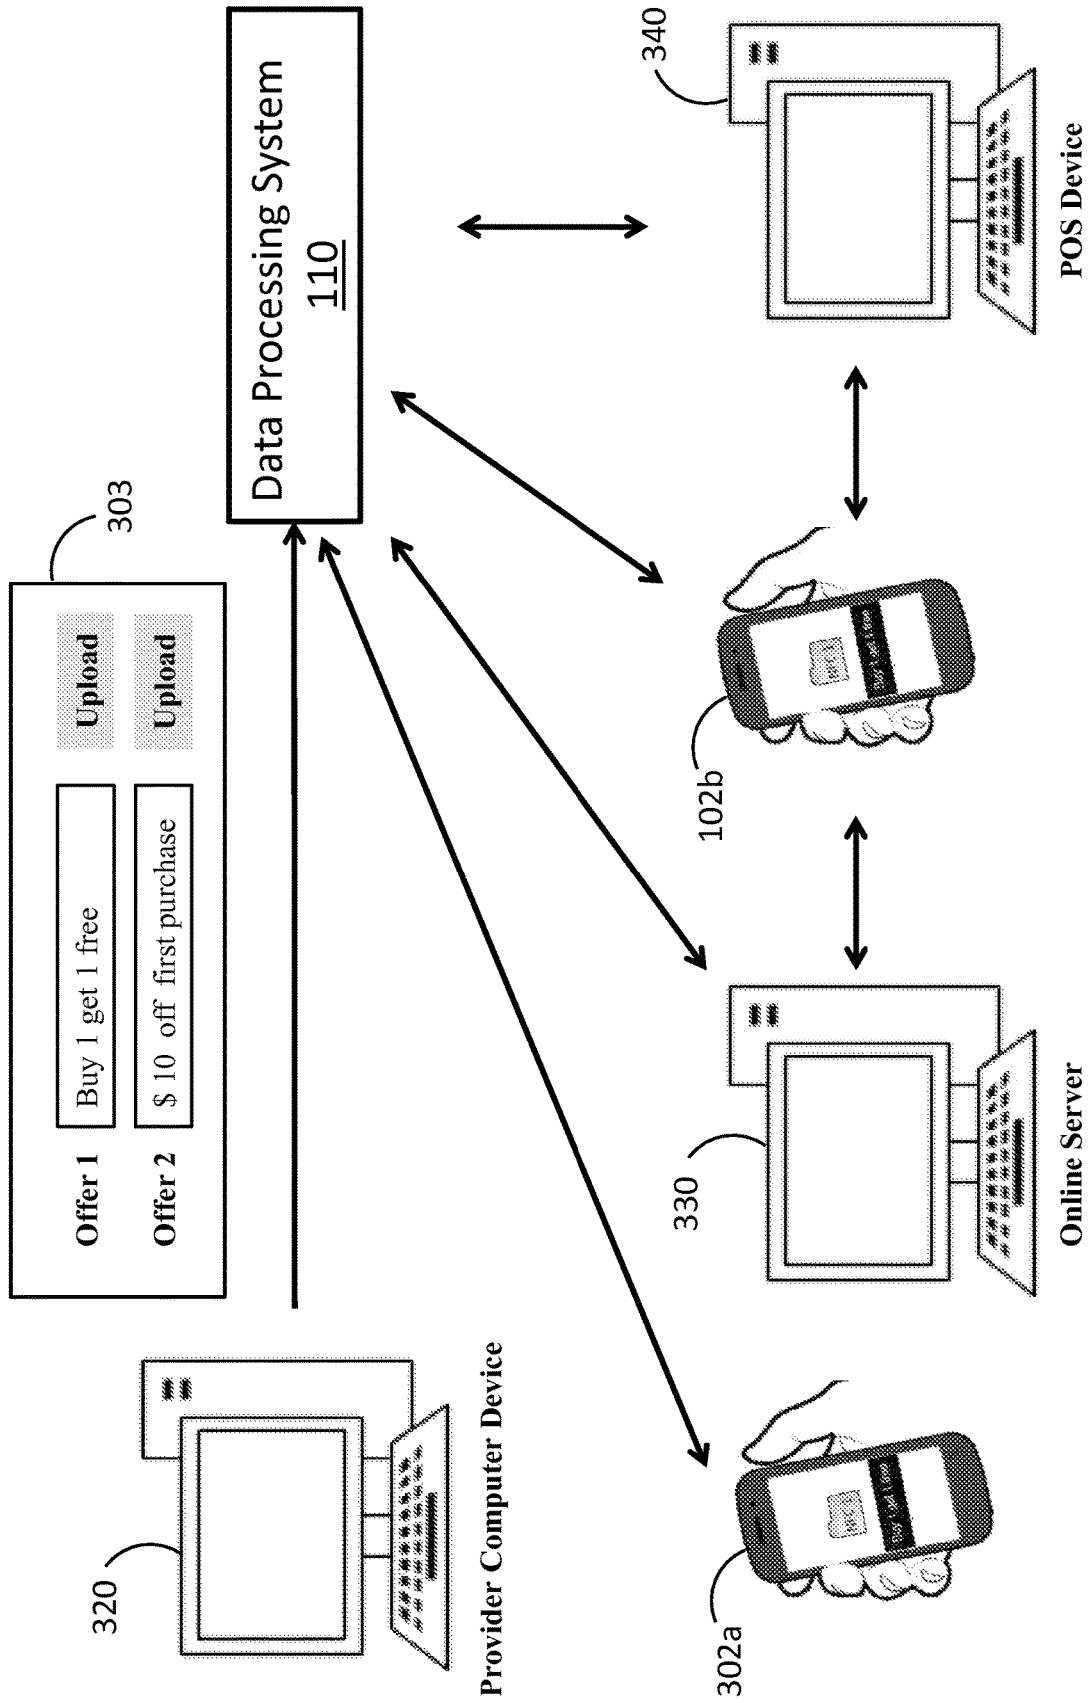 303
Offer 1
Buy 1 get 1 free
Upload
Offer 2
$ 10 off first purchase
Upload
320
Provider Computer Device
Data Processing System
110
302a
330
Online Server
102b
340
POS Device